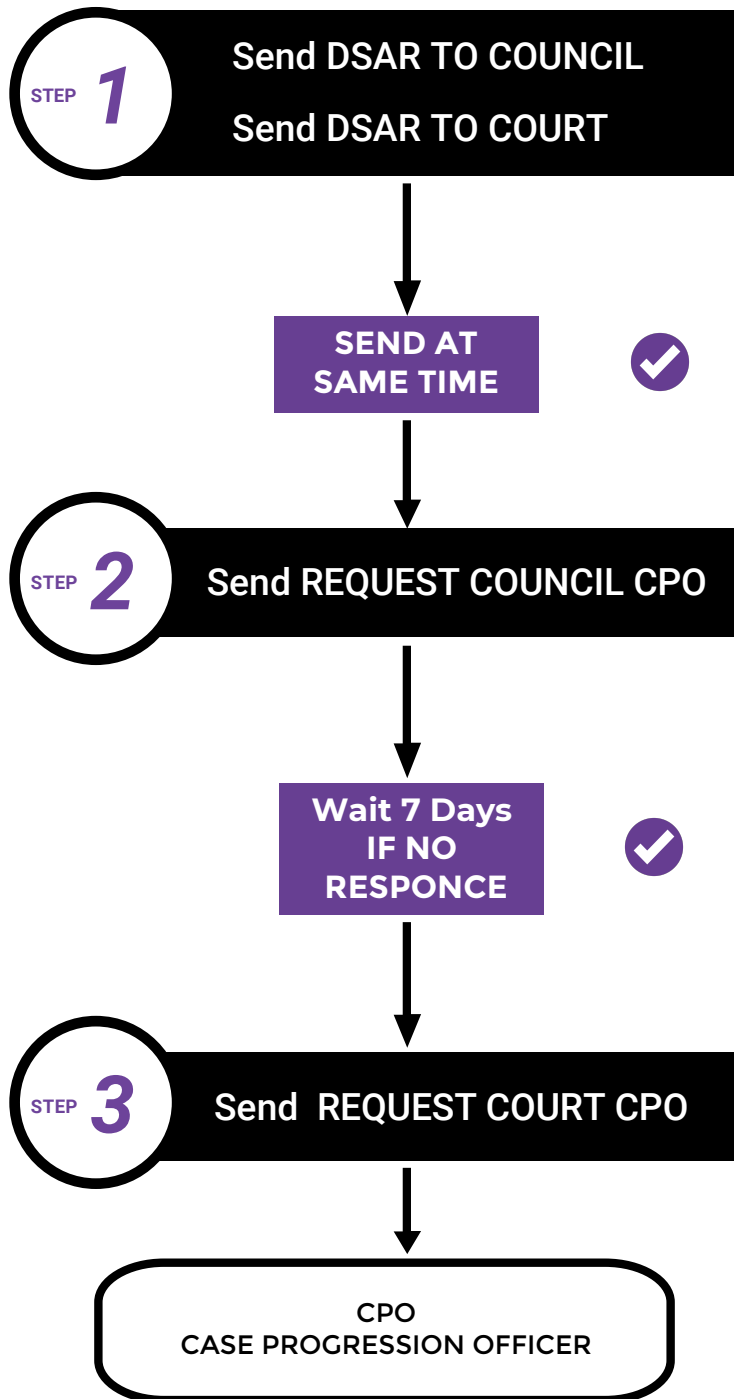 STEP 1
Send DSAR TO COUNCIL
Send DSAR TO COURT
SEND AT
SAME TIME
STEP 2
Send REQUEST COUNCIL CPO
Wait 7 Days
IF NO
RESPONCE
STEP 3
Send REQUEST COURT CPO
CPO
CASE PROGRESSION OFFICER